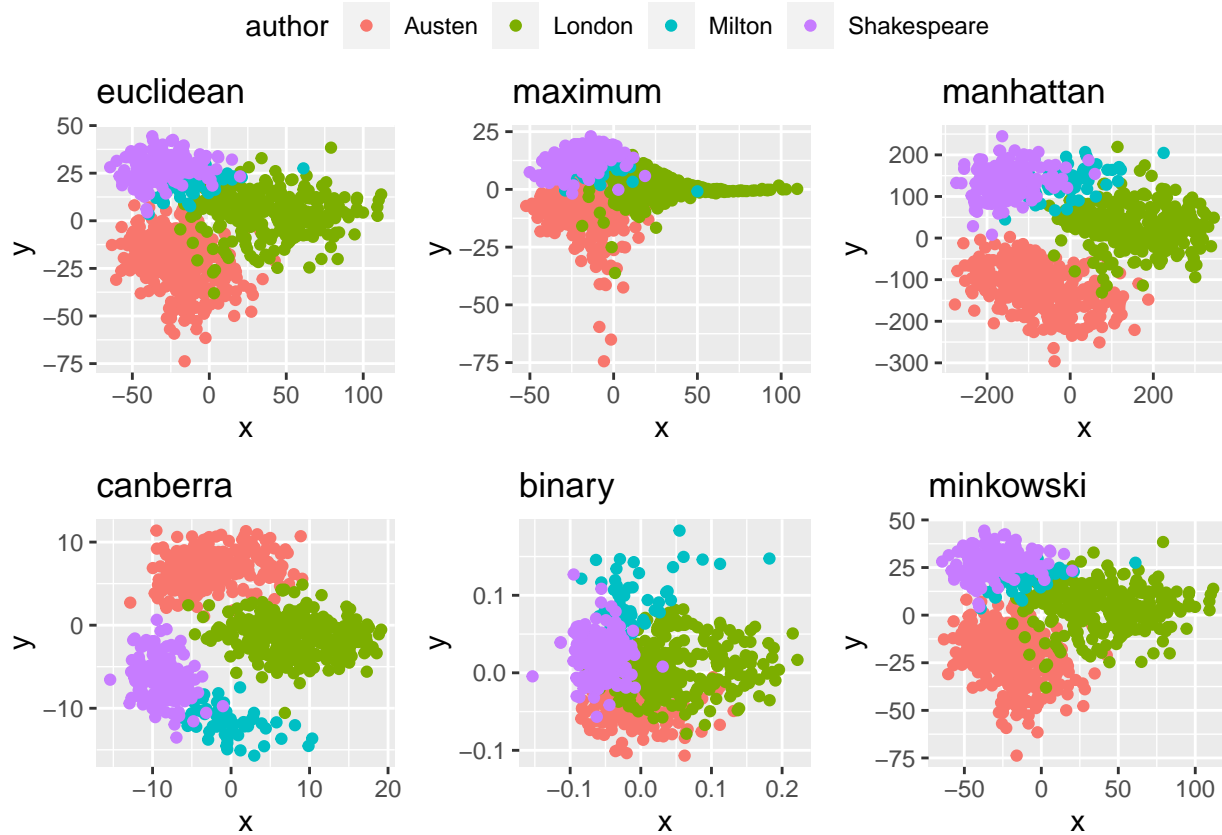 author Austen London Milton Shakespeare
euclidean maximum manhattan
50
25
0
−25
−50
−75
y
−50 0 50 100
x
25
0
−25
−50
−75
y
−50 0 50 100
x
200
100
0
−100
−200
−300
y
−200 0 200
x
canberra binary minkowski
10
0
−10
y
−10 0 10 20
x
0.1
0.0
−0.1
y
−0.1 0.0 0.1 0.2
x
50
25
0
−25
−50
−75
y
−50 0 50 100
x